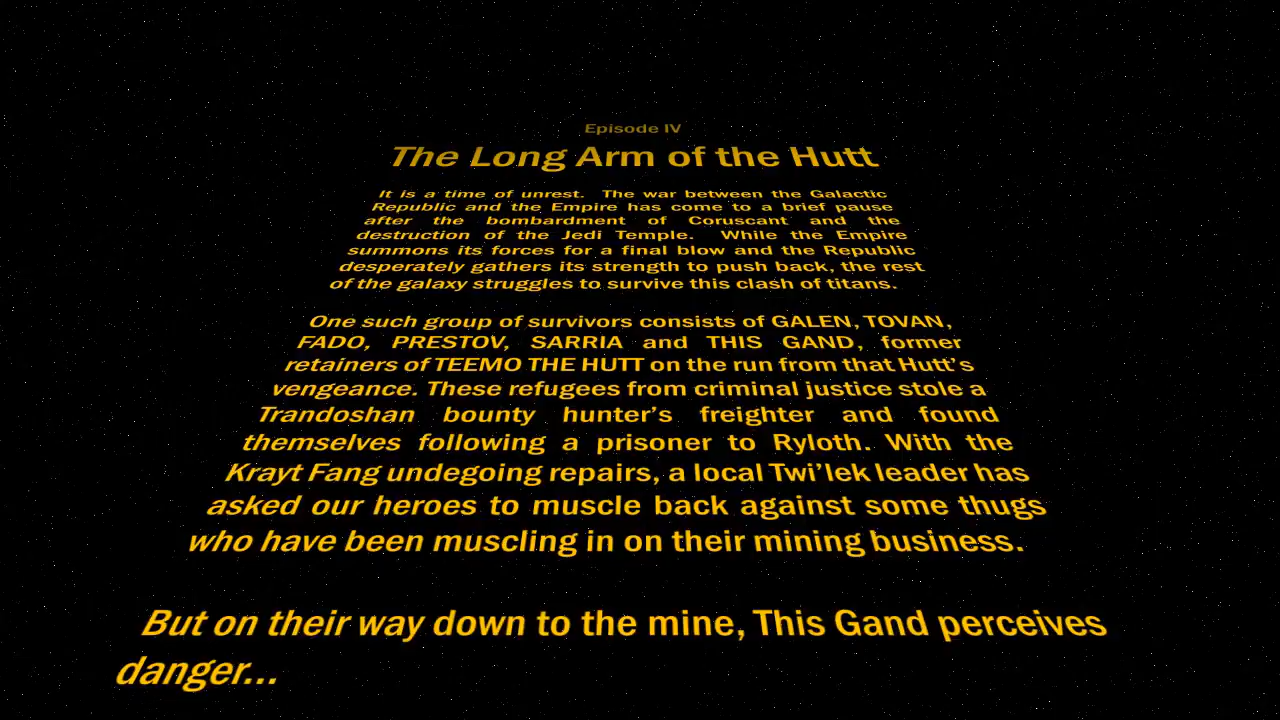 Episode IV
The Long Arm of the Hutt
It is a time of unrest. The war between the Galactic
Republic and the Empire has come to a brief pause
after the bombardment of Coruscant and the
destruction of the Jedi Temple. While the Empire
summons its forces for a final blow and the Republic
desperately gathers its strength to push back, the rest
of the galaxy struggles to survive this clash of titans.
One such group of survivors consists of GALEN, TOVAN,
FADO, PRESTOV, SARRIA and THIS GAND, former
retainers of TEEMO THE HUTT on the run from that Hutt's
vengeance. These refugees from criminal justice stole a
Trandoshan bounty hunter's freighter and found
themselves following a prisoner to Ryloth. With the
Krayt Fang undegoing repairs, a local Twi'lek leader has
asked our heroes to muscle back against some thugs
who have been muscling in on their mining business.
But on their way down to the mine, This Gand perceives
danger...